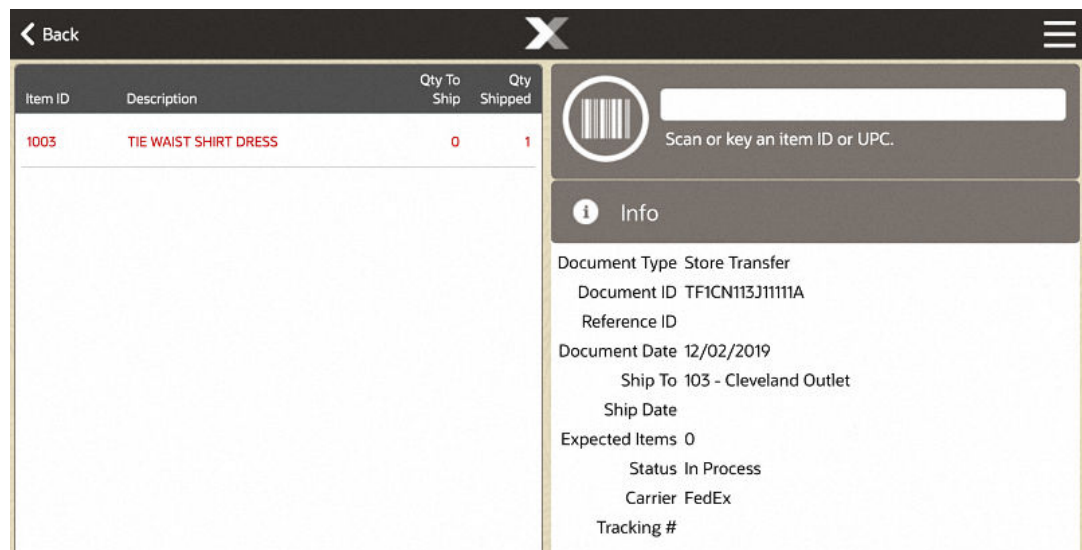 Back
Item ID Description Qty To Ship Qty Shipped
1003 TIE WAIST SHIRT DRESS 0 1
Scan or key an item ID or UPC.
Info
Document Type Store Transfer
Document ID TF1CN113J11111A
Reference ID
Document Date 12/02/2019
Ship To 103 - Cleveland Outlet
Ship Date
Expected Items 0
Status In Process
Carrier FedEx
Tracking #